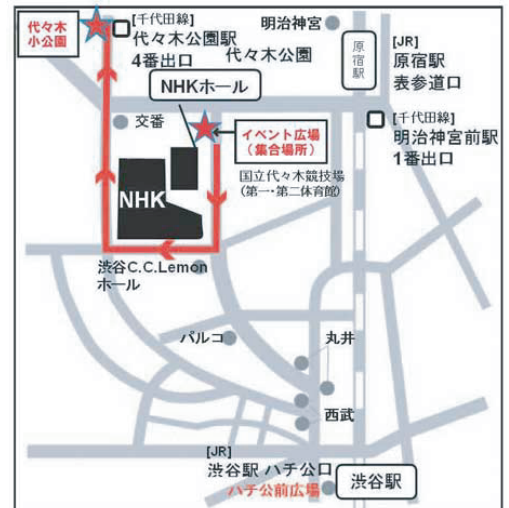 代々木
小公園
[千代田線]
代々木公園駅
4番出口
代々木公園
明治神宮
原宿駅
[JR]
原宿駅
表参道口
NHKホール
交番
イベント広場
(集合場所)
[千代田線]
明治神宮前駅
1番出口
国立代々木競技場
(第一・第二体育館)
NHK
渋谷C.C.Lemon
ホール
パルコ
丸井
西武
[JR]
渋谷駅 ハチ公口
ハチ公前広場
渋谷駅